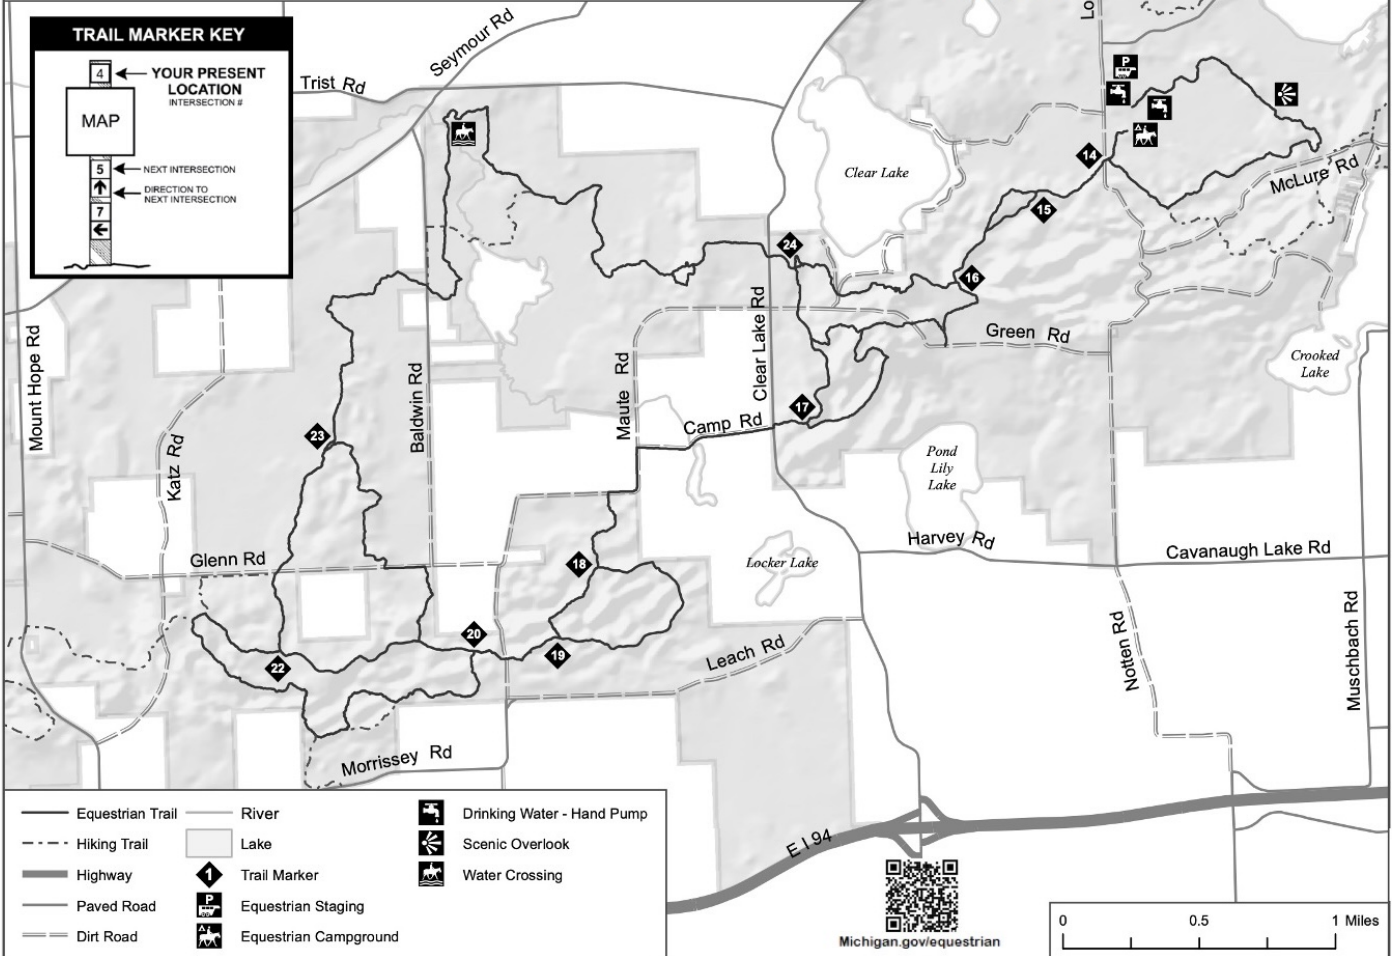 TRAIL MARKER KEY
4
YOUR PRESENT
LOCATION
INTERSECTION #
MAP
5
NEXT INTERSECTION
DIRECTION TO
NEXT INTERSECTION
7
Trist Rd
Seymour Rd
Lo
P
Clear Lake
14
McLure Rd
15
24
16
Mount Hope Rd
Katz Rd
Baldwin Rd
Maute Rd
Clear Lake Rd
Green Rd
Crooked
Lake
17
Camp Rd
23
Pond
Lily
Lake
Harvey Rd
Cavanaugh Lake Rd
Glenn Rd
18
Locker Lake
20
19
22
Leach Rd
Notten Rd
Muschbach Rd
Morrissey Rd
E I 94
Equestrian Trail
Hiking Trail
Highway
Paved Road
Dirt Road
River
Lake
1 Trail Marker
P Equestrian Staging
Equestrian Campground
Drinking Water - Hand Pump
Scenic Overlook
Water Crossing
Michigan.gov/equestrian
0 0.5 1 Miles